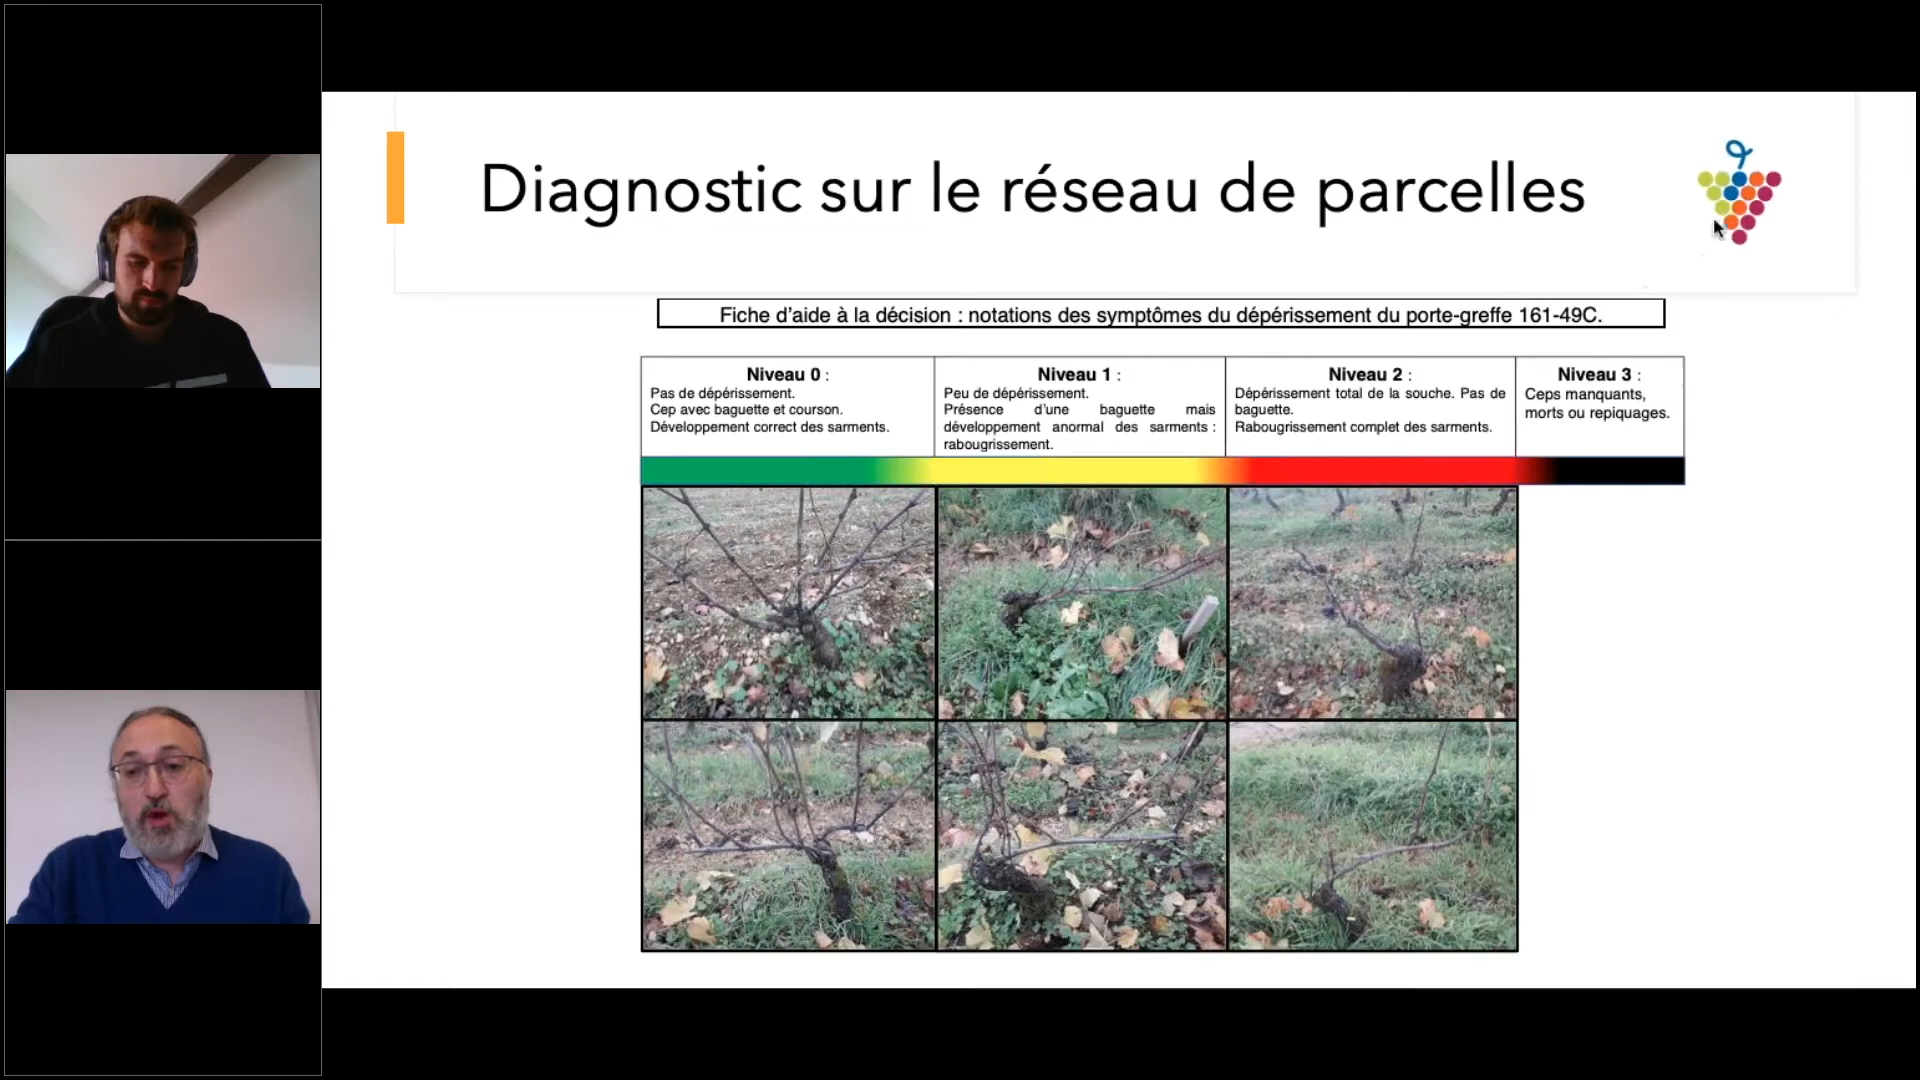 Diagnostic sur le réseau de parcelles
Fiche d'aide à la décision : notations des symptômes du dépérissement du porte-greffe 161-49C.
Niveau 0 :
Pas de dépérissement.
Cep avec baguette et courson.
Développement correct des sarments.
Niveau 1 :
Peu de dépérissement.
Présence d'une baguette mais
développement anormal des sarments :
rabougrissement.
Niveau 2 :
Dépérissement total de la souche. Pas de
baguette.
Rabougrissement complet des sarments.
Niveau 3 :
Ceps manquants,
morts ou repiquages.